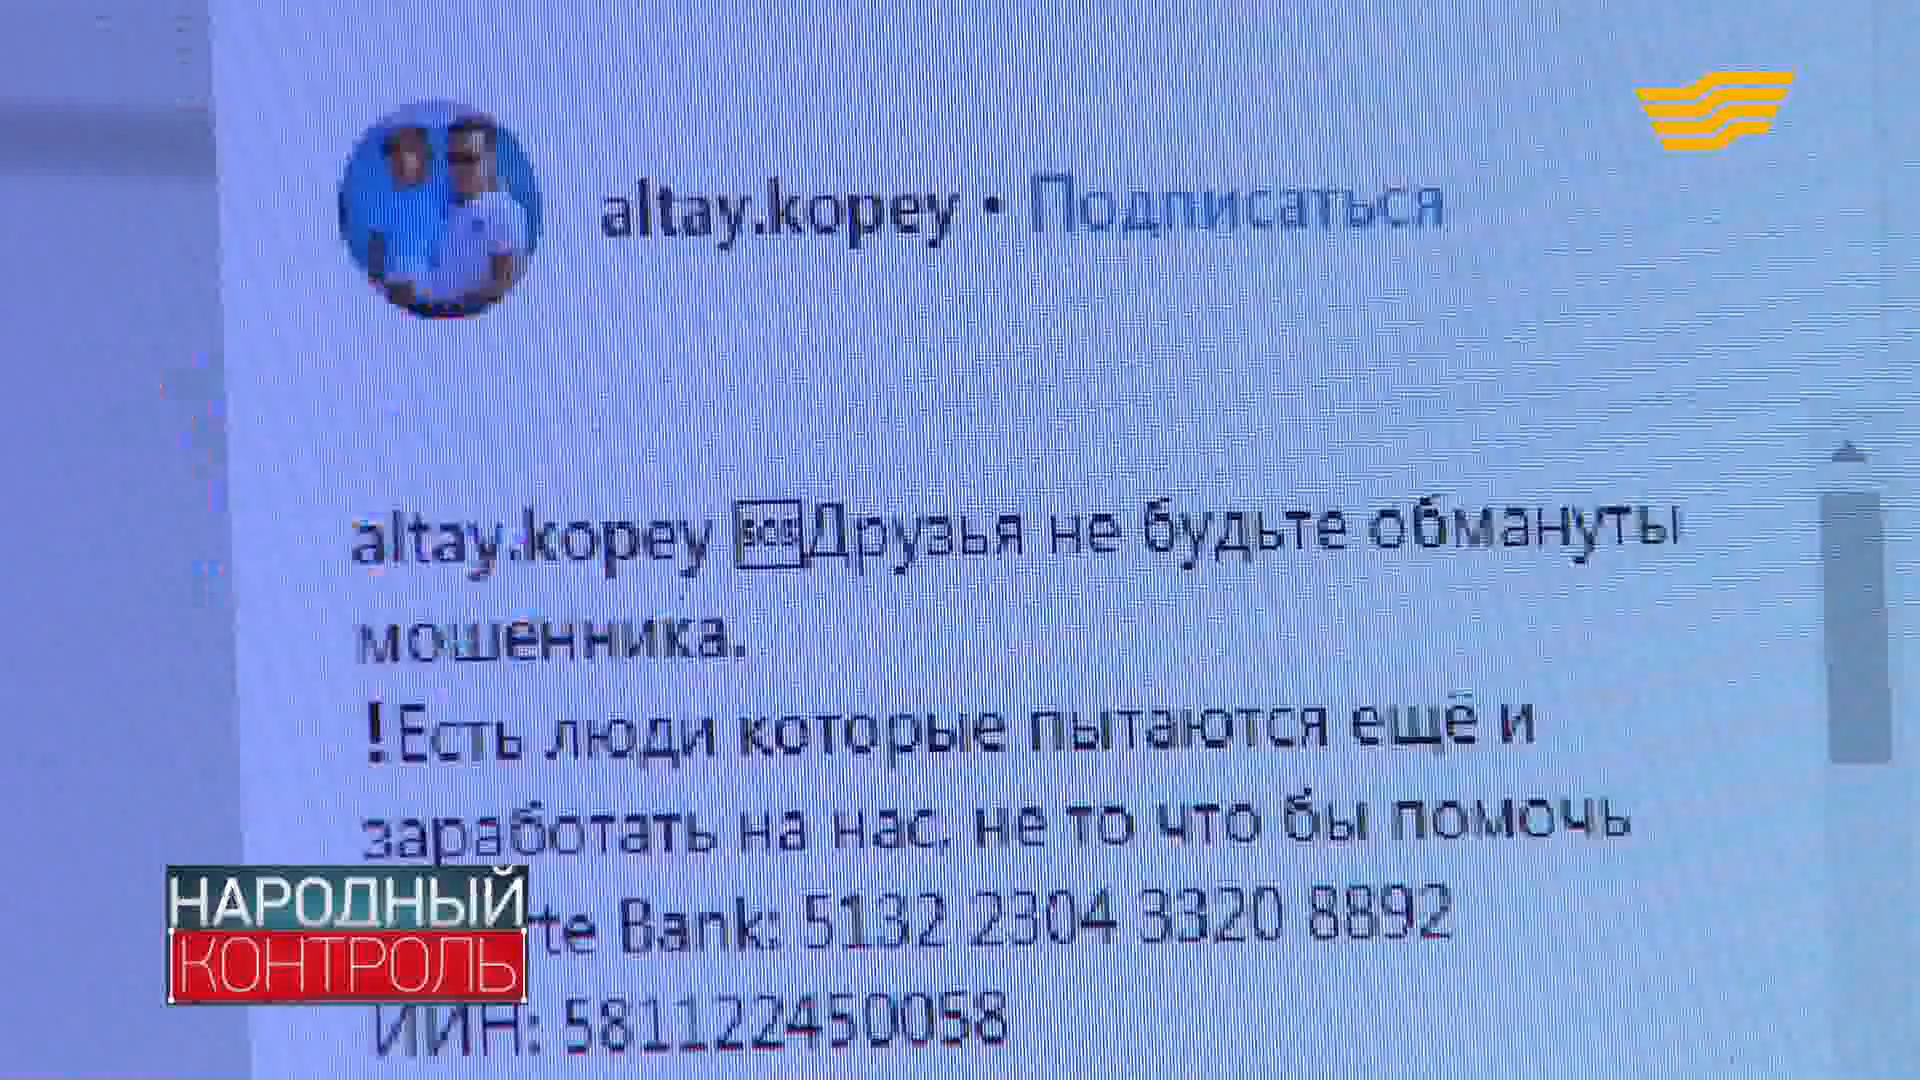 altay.kopey • Подписаться
altay.kopey SOS Друзья не будьте обмануты
мошенника.
!Есть люди которые пытаются ещё и
заработать на нас. не то что бы помочь
te Bank: 5132 2304 3320 8892
ИИН: 581122450058
НАРОДНЫЙ
КОНТРОЛЬ